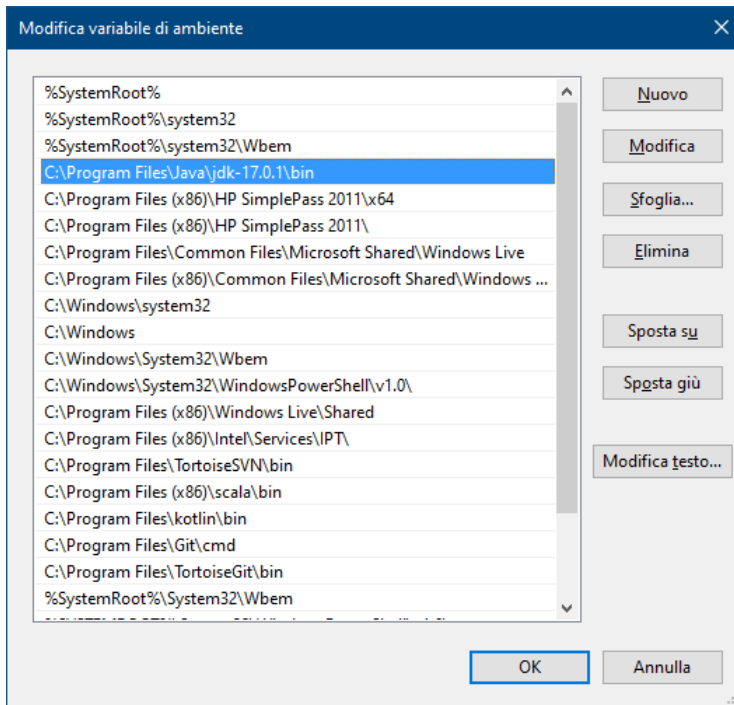 Modifica variabile di ambiente
%SystemRoot%
%SystemRoot%\system32
%SystemRoot%\system32\Wbem
C:\Program Files\Java\jdk-17.0.1\bin
C:\Program Files (x86)\HP SimplePass 2011\x64
C:\Program Files (x86)\HP SimplePass 2011\
C:\Program Files\Common Files\Microsoft Shared\Windows Live
C:\Program Files (x86)\Common Files\Microsoft Shared\Windows ...
C:\Windows\system32
C:\Windows
C:\Windows\System32\Wbem
C:\Windows\System32\WindowsPowerShell\v1.0\
C:\Program Files (x86)\Windows Live\Shared
C:\Program Files (x86)\Intel\Services\IPT\
C:\Program Files\TortoiseSVN\bin
C:\Program Files (x86)\scala\bin
C:\Program Files\kotlin\bin
C:\Program Files\Git\cmd
C:\Program Files\TortoiseGit\bin
%SystemRoot%\System32\Wbem
Nuovo
Modifica
Sfoglia...
Elimina
Sposta su
Sposta giù
Modifica testo...
OK
Annulla